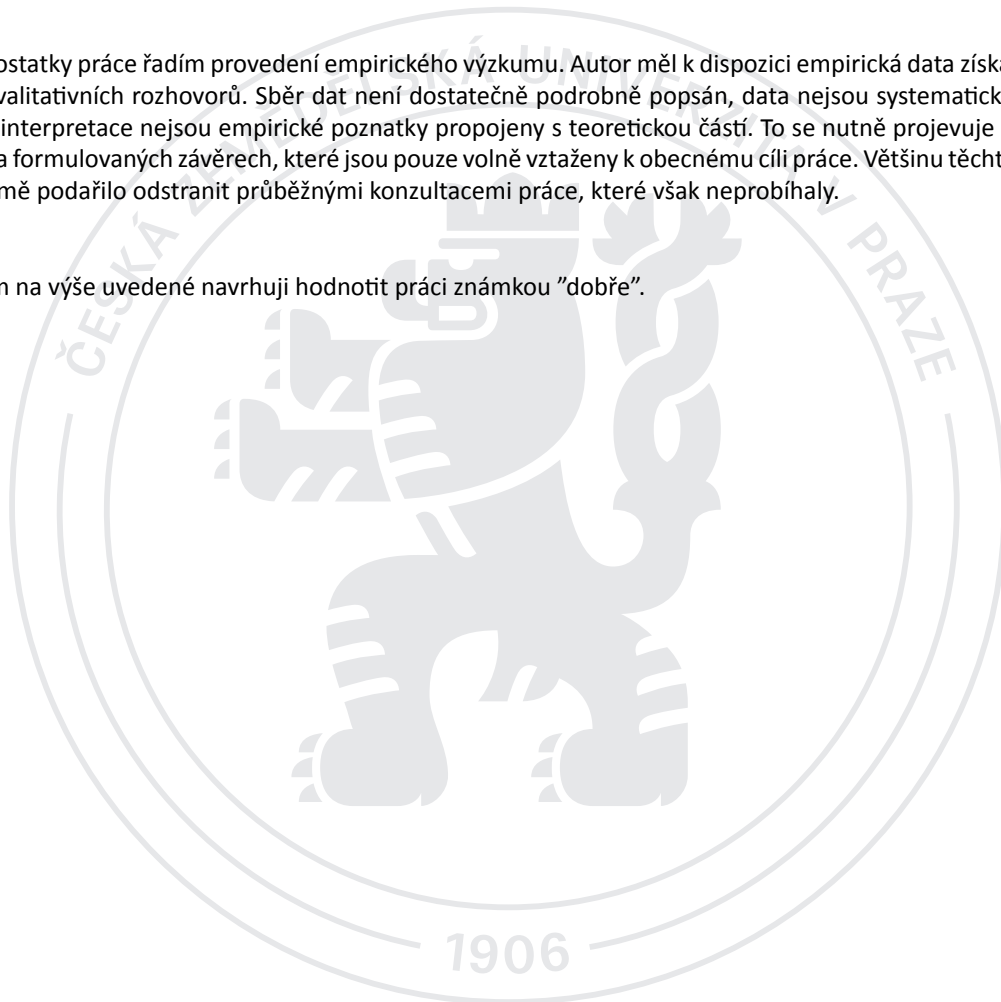 ostatky práce řadím provedení empirického výzkumu. Autor měl k dispozici empirická data získa
valitativních rozhovorů. Sběr dat není dostatečně podrobně popsán, data nejsou systematick
interpretace nejsou empirické poznatky propojeny s teoretickou částí. To se nutně projevuje
a formulovaných závěrech, které jsou pouze volně vztaženy k obecnému cíli práce. Většinu těcht
mě podařilo odstranit průběžnými konzultacemi práce, které však neprobíhaly.
na výše uvedené navrhuji hodnotit práci známkou ”dobře”.
ČESKÁ ZEMĚDĚLSKÁ UNIVERZITA V PRAZE
1906